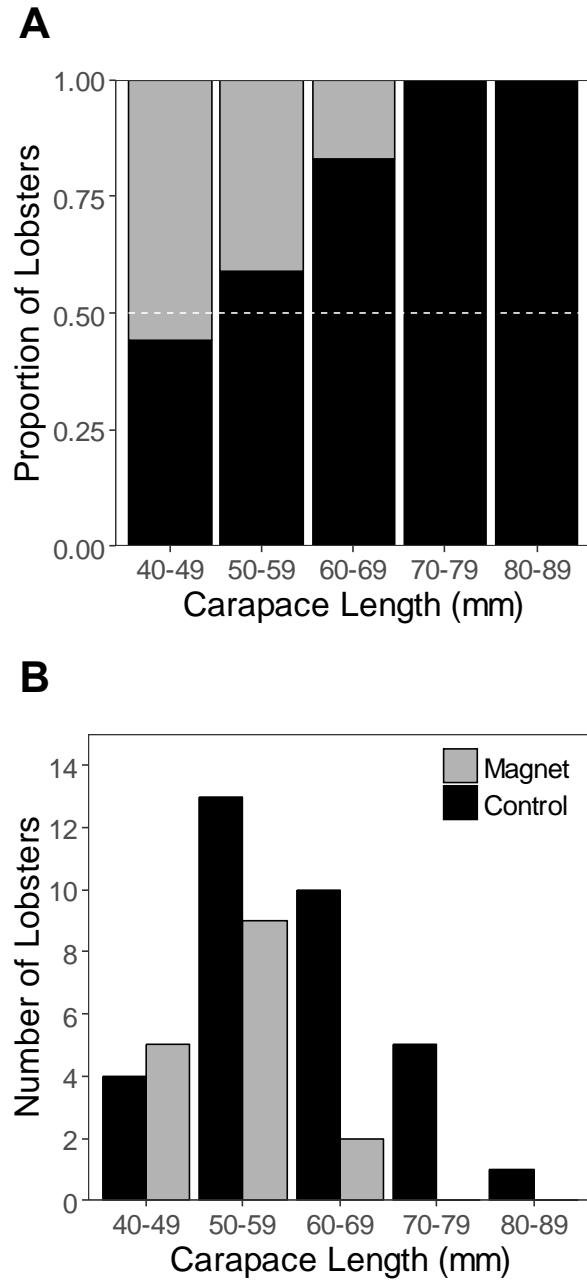 A
1.00
0.75
0.50
0.25
0.00
Proportion of Lobsters
40-49 50-59 60-69 70-79 80-89
Carapace Length (mm)
B
Magnet
Control
14
12
10
8
6
4
2
0
Number of Lobsters
40-49 50-59 60-69 70-79 80-89
Carapace Length (mm)